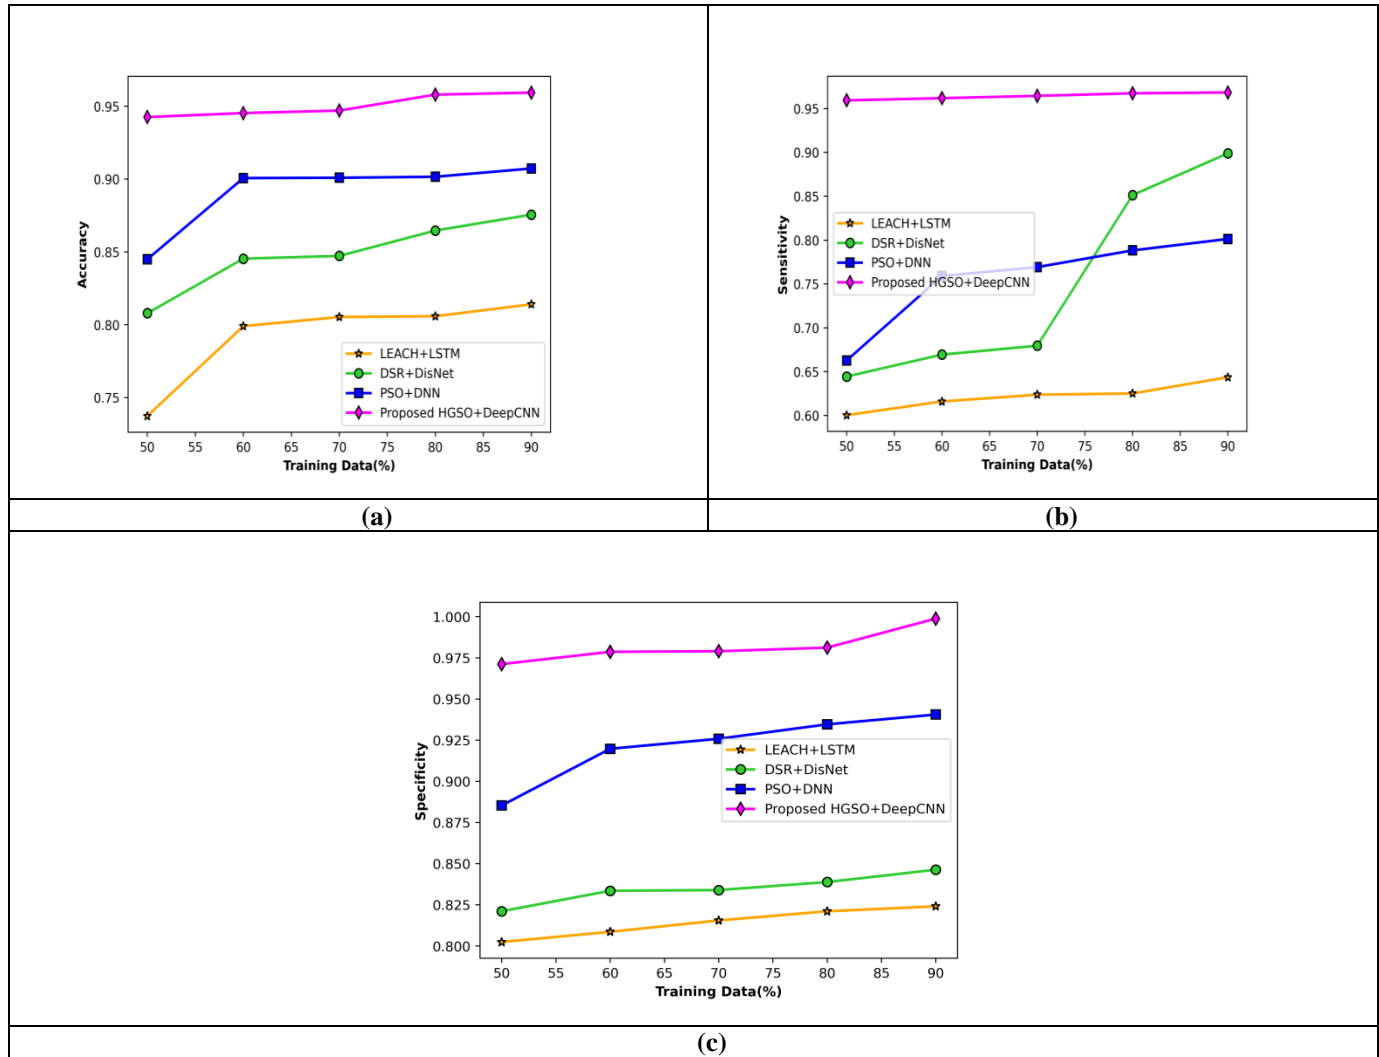 0.95
0.90
0.85
0.80
0.75
Accuracy
LEACH+LSTM
DSR+DisNet
PSO+DNN
Proposed HGSO+DeepCNN
50 55 60 65 70 75 80 85 90
Training Data(%)
(a)
0.95
0.90
0.85
0.80
0.75
0.70
0.65
0.60
Sensitivity
LEACH+LSTM
DSR+DisNet
PSO+DNN
Proposed HGSO+DeepCNN
50 55 60 65 70 75 80 85 90
Training Data(%)
(b)
1.000
0.975
0.950
0.925
0.900
0.875
0.850
0.825
0.800
Specificity
LEACH+LSTM
DSR+DisNet
PSO+DNN
Proposed HGSO+DeepCNN
50 55 60 65 70 75 80 85 90
Training Data(%)
(c)